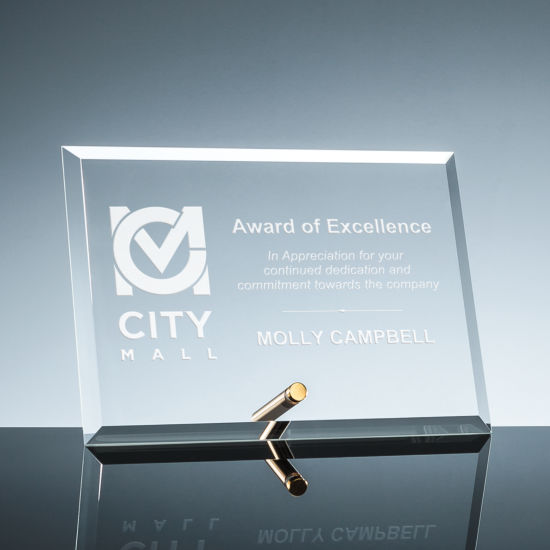 CITY
MALL
Award of Excellence
In Appreciation for your
continued dedication and
commitment towards the company
MOLLY CAMPBELL